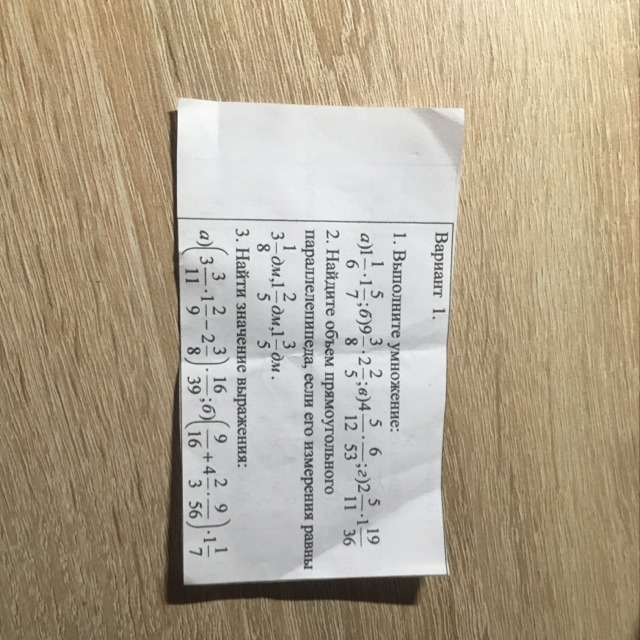 Вариант 1.
1. Выполните умножение:
а) 1 1/6 · 1 5/7; б) 9 3/8 · 2 2/5; в) 4 5/12 · 6/53; г) 2 5/11 · 1 19/36
2. Найдите объем прямоугольного
параллелепипеда, если его измерения равны
3 1/8 дм, 1 2/5 дм, 1 3/5 дм.
3. Найти значение выражения:
а) (3 3/11 · 1 2/9 − 2 3/8) · 16/39; б) (9/16 + 4 2/3 · 9/56) · 1 1/7